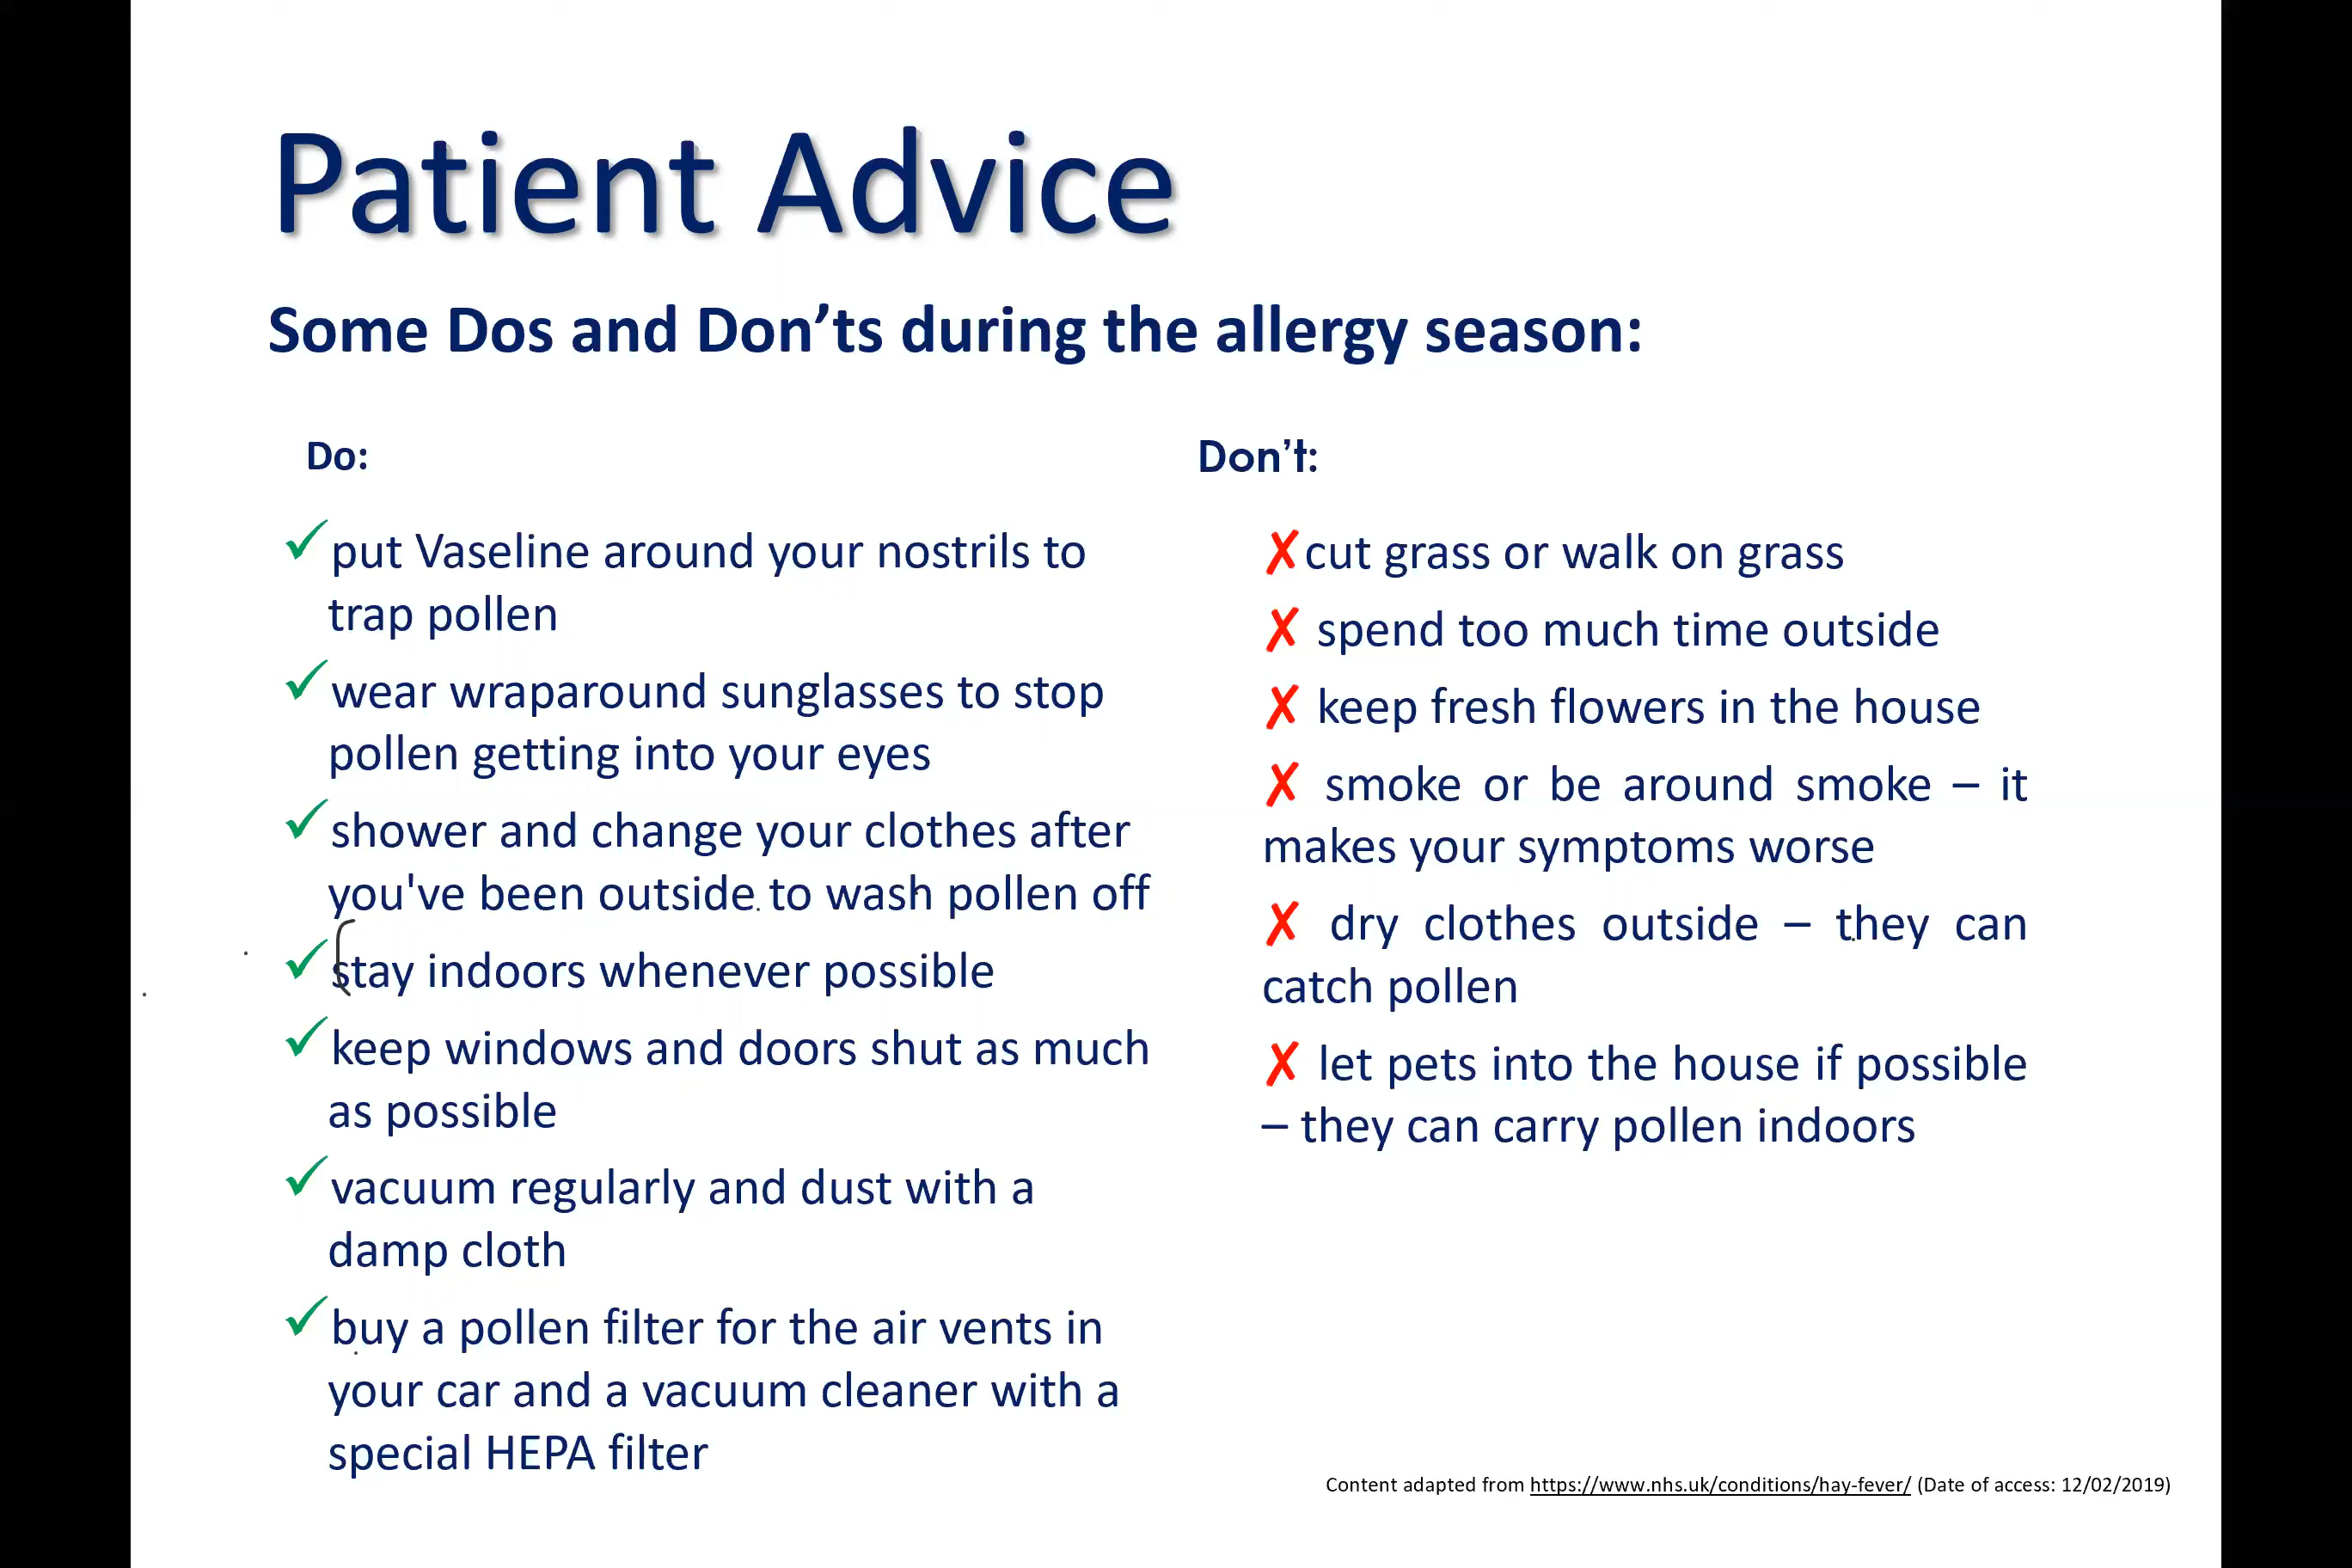 Patient Advice
Some Dos and Don’ts during the allergy season:
Do:
✓put Vaseline around your nostrils to
trap pollen
✓wear wraparound sunglasses to stop
pollen getting into your eyes
✓shower and change your clothes after
you've been outside to wash pollen off
✓stay indoors whenever possible
✓keep windows and doors shut as much
as possible
✓vacuum regularly and dust with a
damp cloth
✓buy a pollen filter for the air vents in
your car and a vacuum cleaner with a
special HEPA filter
Don’t:
✗cut grass or walk on grass
✗ spend too much time outside
✗ keep fresh flowers in the house
✗ smoke or be around smoke – it
makes your symptoms worse
✗ dry clothes outside – they can
catch pollen
✗ let pets into the house if possible
– they can carry pollen indoors
Content adapted from https://www.nhs.uk/conditions/hay-fever/ (Date of access: 12/02/2019)